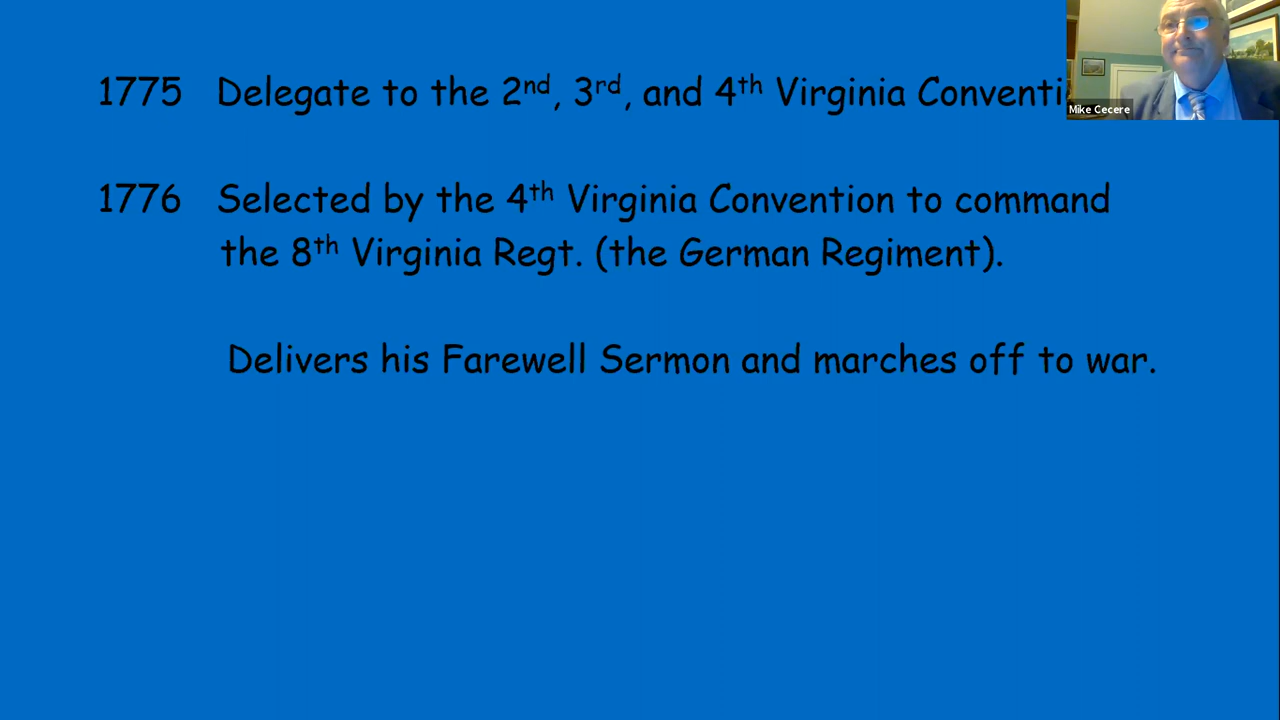 1775 Delegate to the 2nd, 3rd, and 4th Virginia Conventi
Mike Cecere
1776 Selected by the 4th Virginia Convention to command
the 8th Virginia Regt. (the German Regiment).
Delivers his Farewell Sermon and marches off to war.